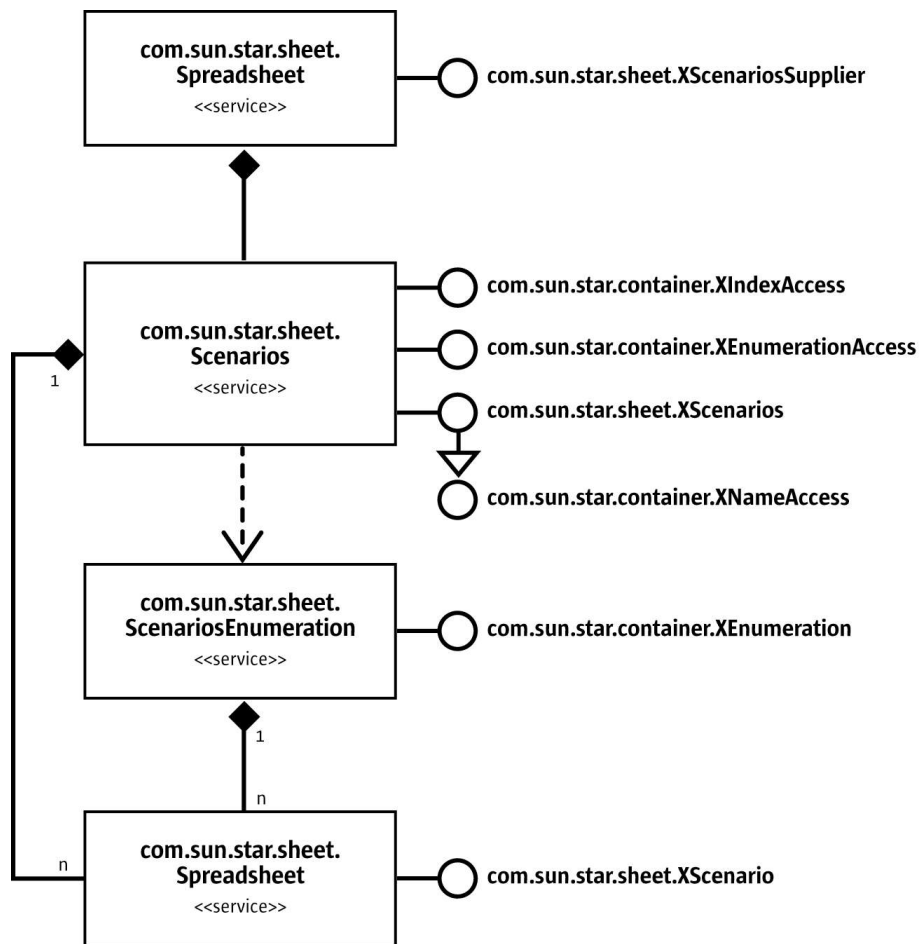 com.sun.star.sheet.
Spreadsheet
<<service>>
com.sun.star.sheet.XScenariosSupplier
com.sun.star.sheet.
Scenarios
<<service>>
com.sun.star.container.XIndexAccess
com.sun.star.container.XEnumerationAccess
com.sun.star.sheet.XScenarios
com.sun.star.container.XNameAccess
1
com.sun.star.sheet.
ScenariosEnumeration
<<service>>
com.sun.star.container.XEnumeration
1
n
n
com.sun.star.sheet.
Spreadsheet
<<service>>
com.sun.star.sheet.XScenario